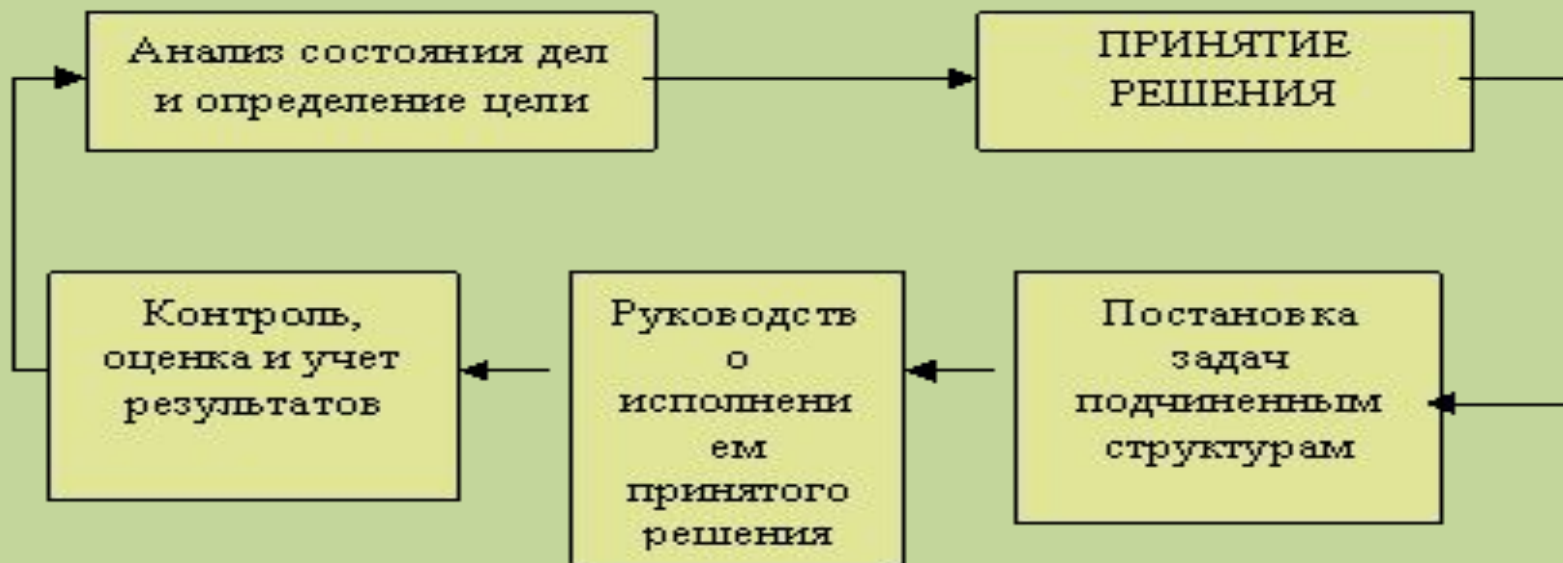 Анализ состояния дел
и определение цели
ПРИНЯТИЕ
РЕШЕНИЯ
Контроль,
оценка и учет
результатов
Руководств
о
исполнени
ем
принятого
решения
Постановка
задач
подчиненным
структурам